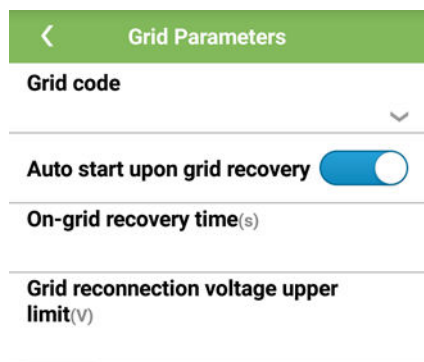 Grid Parameters
Grid code
Auto start upon grid recovery
On-grid recovery time(s)
Grid reconnection voltage upper
limit(V)